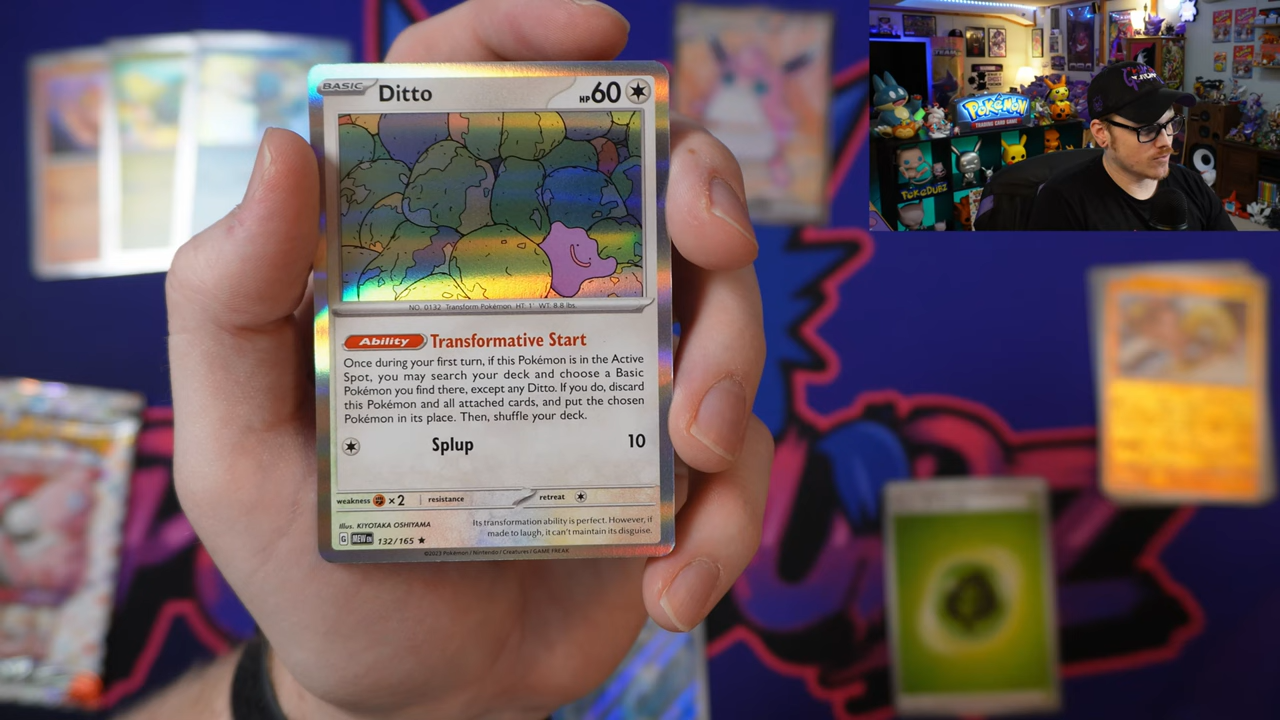 BASIC
Ditto
HP60
NO. 0132 Transform Pokémon HT: 1' WT: 8.8 lbs.
Ability Transformative Start
Once during your first turn, if this Pokémon is in the Active
Spot, you may search your deck and choose a Basic
Pokémon you find there, except any Ditto. If you do, discard
this Pokémon and all attached cards, and put the chosen
Pokémon in its place. Then, shuffle your deck.
Splup 10
weakness ×2 resistance retreat
Illus. KIYOTAKA OSHIYAMA
Its transformation ability is perfect. However, if
made to laugh, it can't maintain its disguise.
G MEW EN 132/165 ★
©2023 Pokémon / Nintendo / Creatures / GAME FREAK
POKÉMON
TRADING CARD GAME
POKEDUBZ